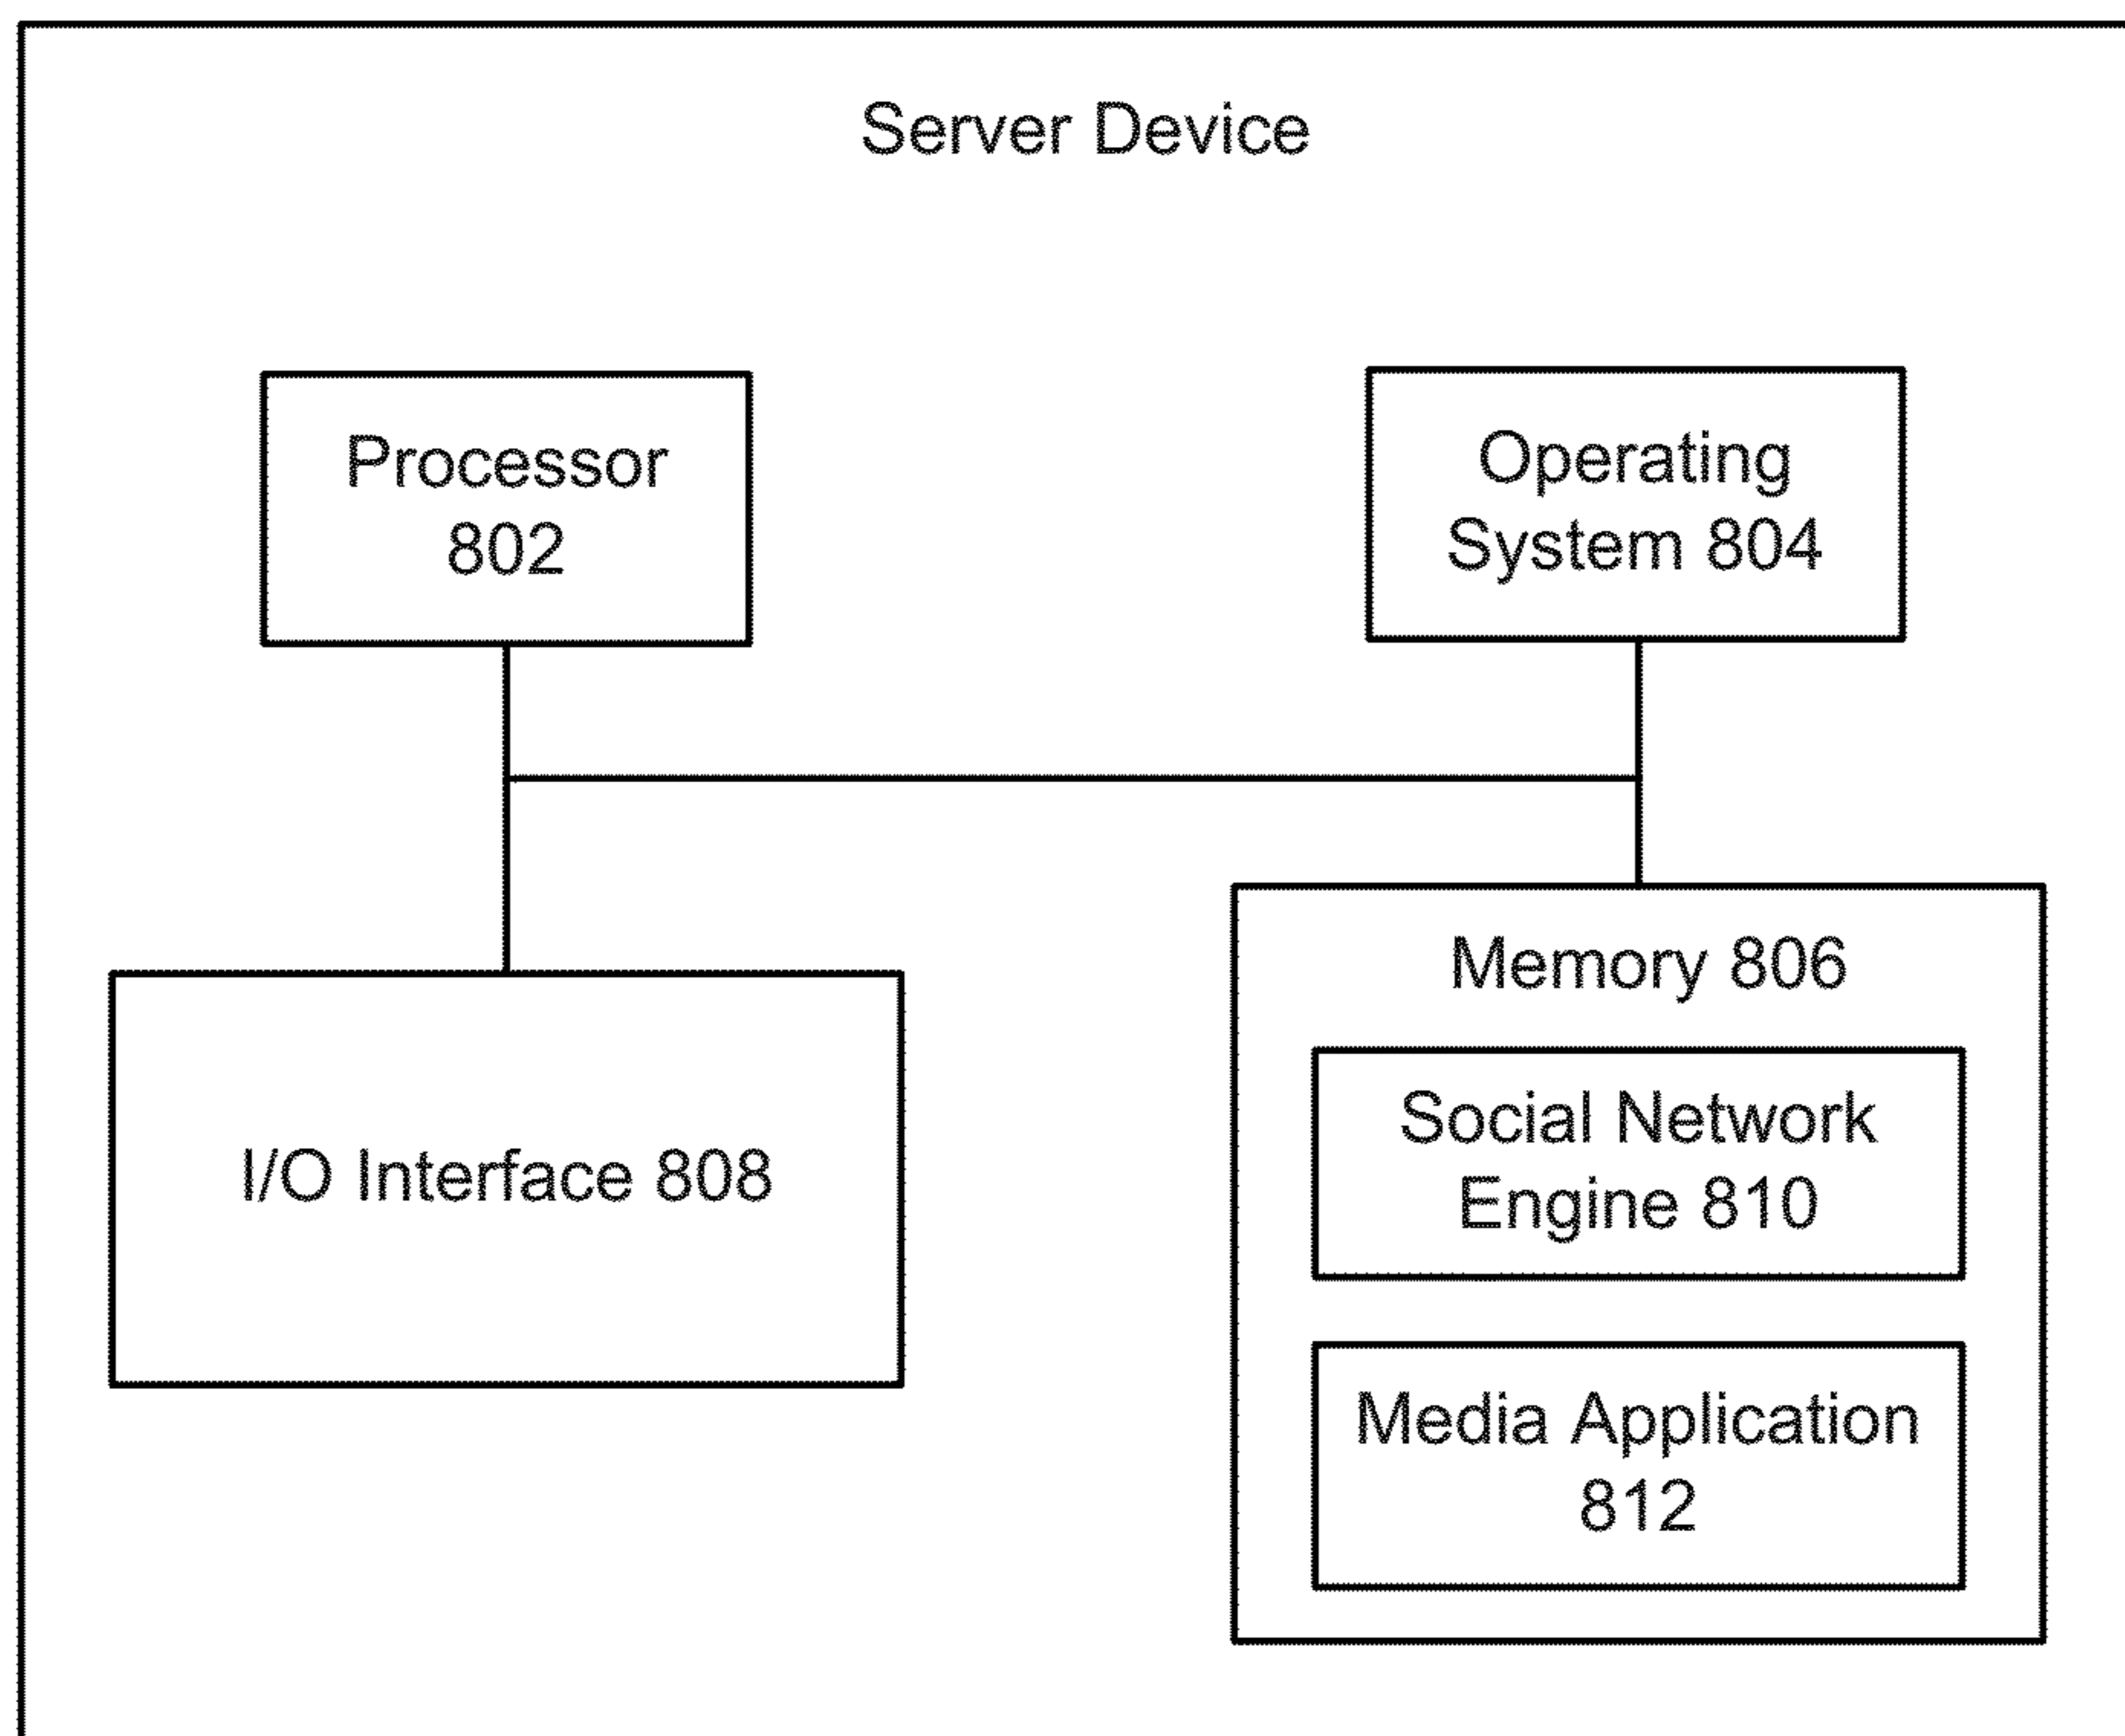 Server Device
Processor
802
Operating
System 804
I/O Interface 808
Memory 806
Social Network
Engine 810
Media Application
812